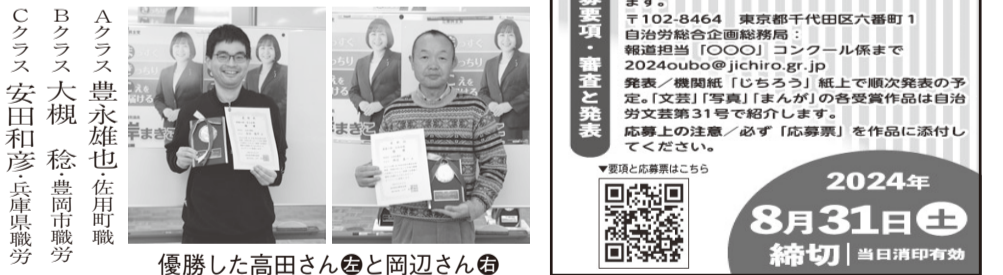 Aクラス 豊永雄也・佐用町職
Bクラス 大槻 稔・豊岡市職労
Cクラス 安田和彦・兵庫県職労
優勝した高田さん左と岡辺さん右
募要項・審査と発表
ます。
〒102-8464 東京都千代田区六番町1
自治労総合企画総務局:
報道担当「〇〇〇」コンクール係まで
2024oubo@jichiro.gr.jp
発表/機関紙「じちろう」紙上で順次発表の予
定。「文芸」「写真」「まんが」の各受賞作品は自治
労文芸第31号で紹介します。
応募上の注意/必ず「応募票」を作品に添付し
てください。
▼要項と応募票はこちら
2024年
8月31日土
締切 当日消印有効